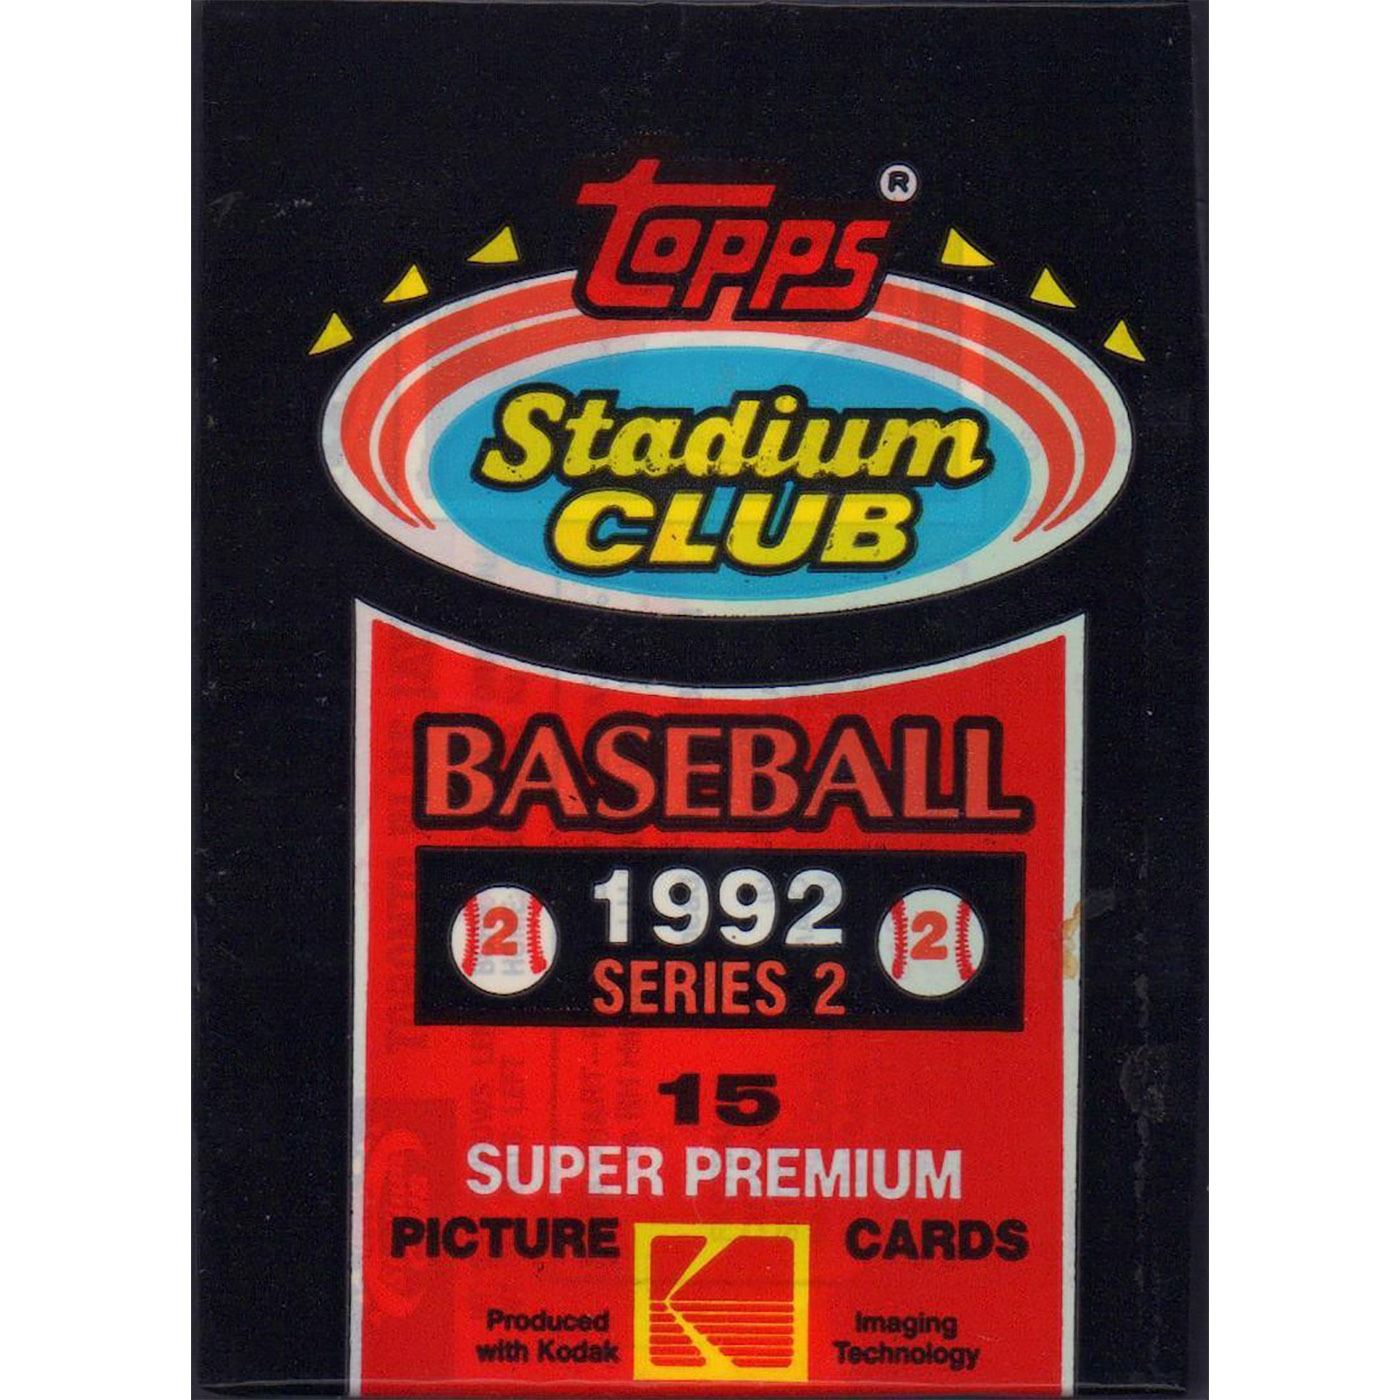 topps ®
Stadium
CLUB
BASEBALL
2 1992 2
SERIES 2
15
SUPER PREMIUM
PICTURE CARDS
Produced Imaging
with Kodak Technology